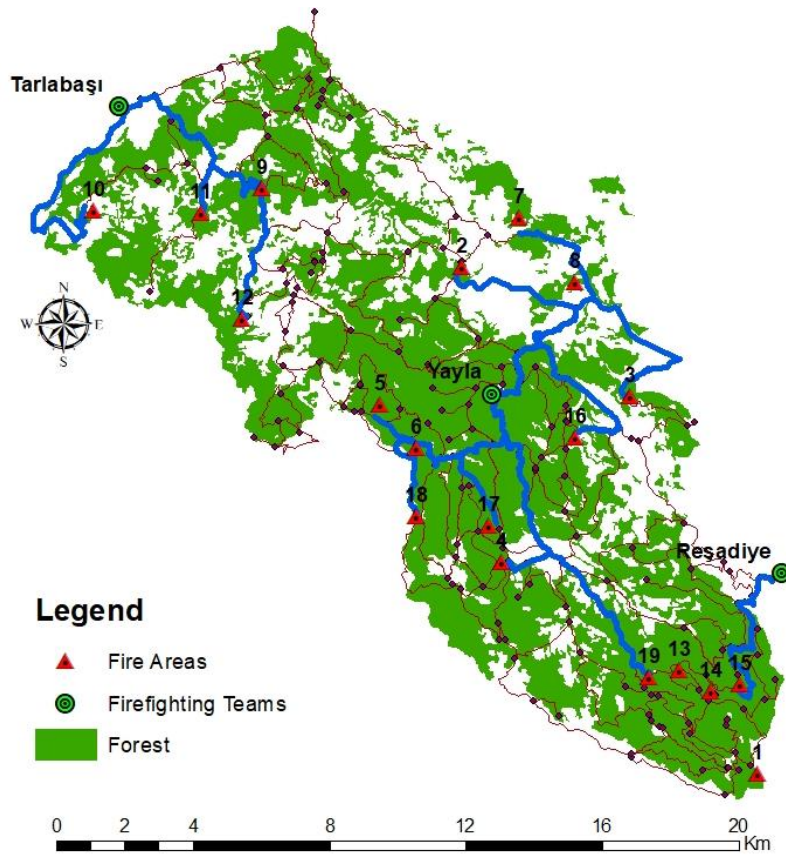 Tarlabaşı
7
9
10
11
2
8
12
Yayla
3
5
16
6
18
17
4
Reşadiye
Legend
Fire Areas
Firefighting Teams
Forest
19
13
14
15
1
N
W
E
S
0 2 4 8 12 16 20
Km